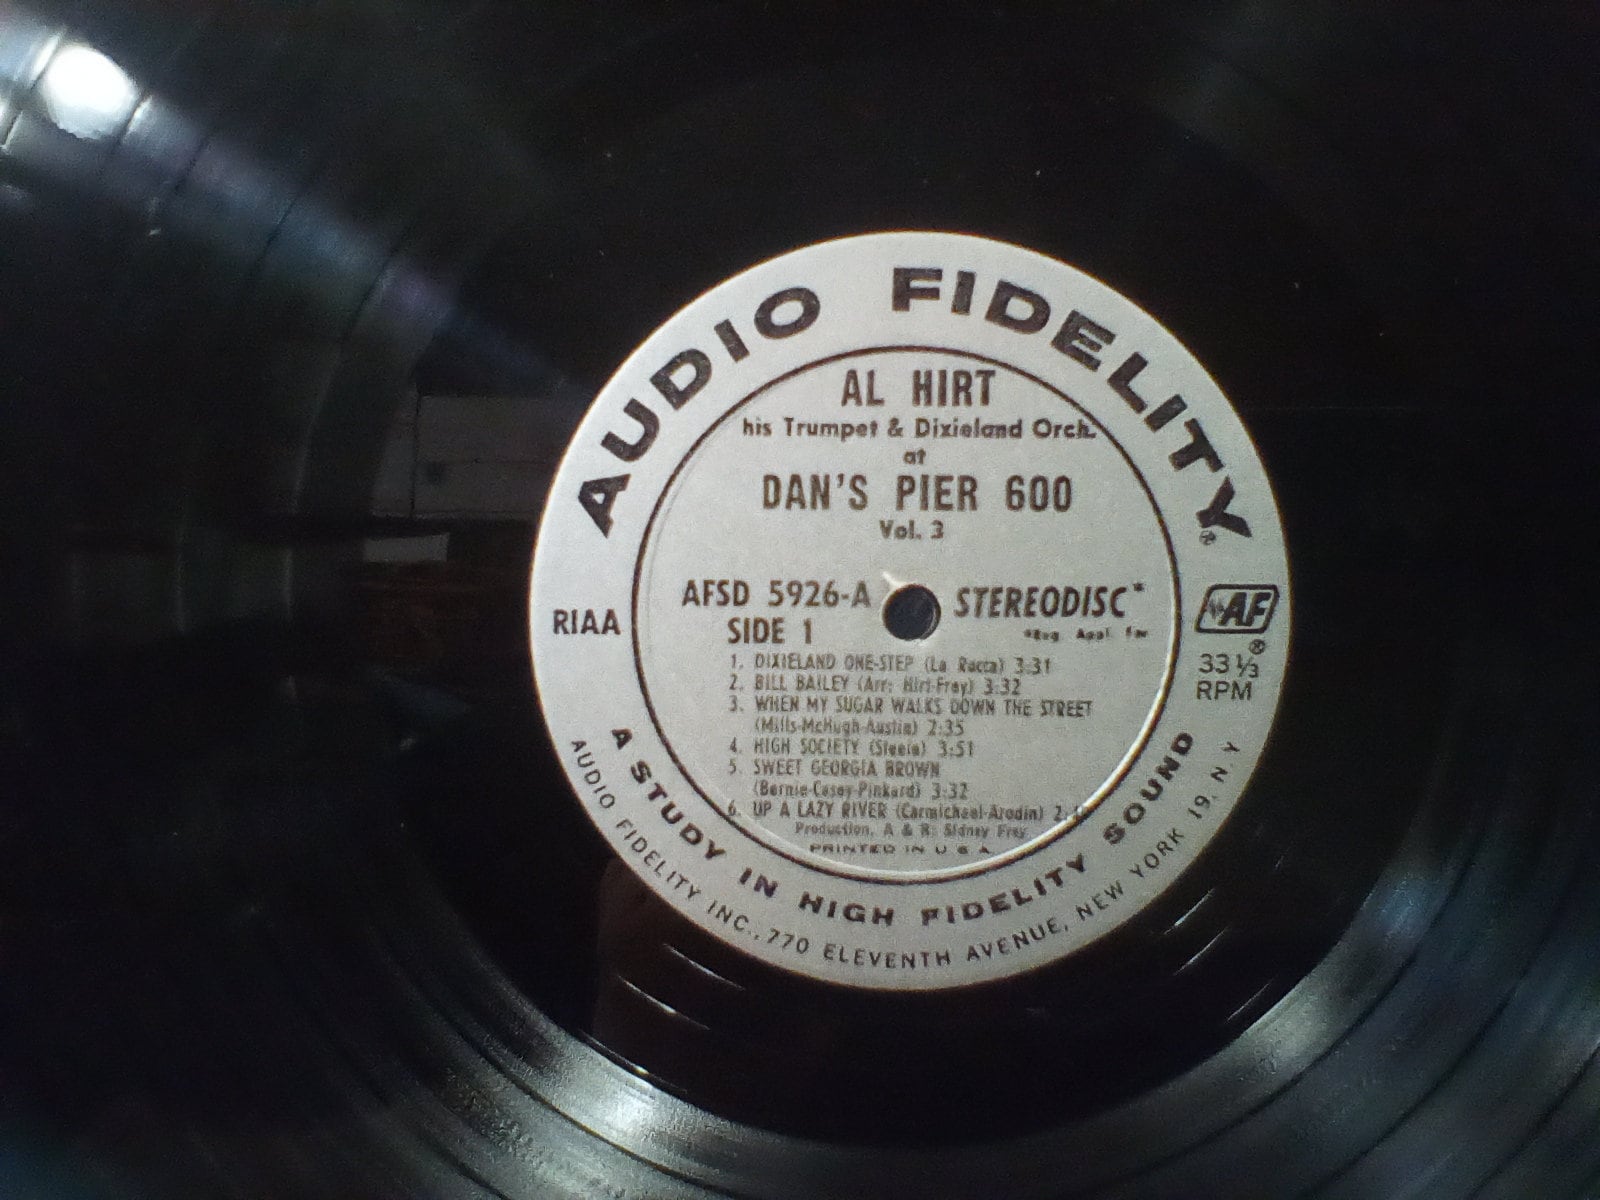 AUDIO FIDELITY®
AL HIRT
his Trumpet & Dixieland Orch.
at
DAN'S PIER 600
Vol. 3
AFSD 5926-A
STEREODISC*
SIDE 1
*Reg. Appl. for
RIAA
AF®
33 1/3
RPM
1. DIXIELAND ONE-STEP (La Rocca) 3:31
2. BILL BAILEY (Arr: Hirt-Frey) 3:32
3. WHEN MY SUGAR WALKS DOWN THE STREET
(Mills-McHugh-Austin) 2:35
4. HIGH SOCIETY 3:51
5. SWEET GEORGIA BROWN
(Bernie-Casey-Pinkard) 3:32
6. UP A LAZY RIVER (Carmichael-Arodin)
Production, A & R: Sidney Frey
PRINTED IN U S A
A STUDY IN HIGH FIDELITY SOUND
AUDIO FIDELITY INC., 770 ELEVENTH AVENUE, NEW YORK 19, N.Y